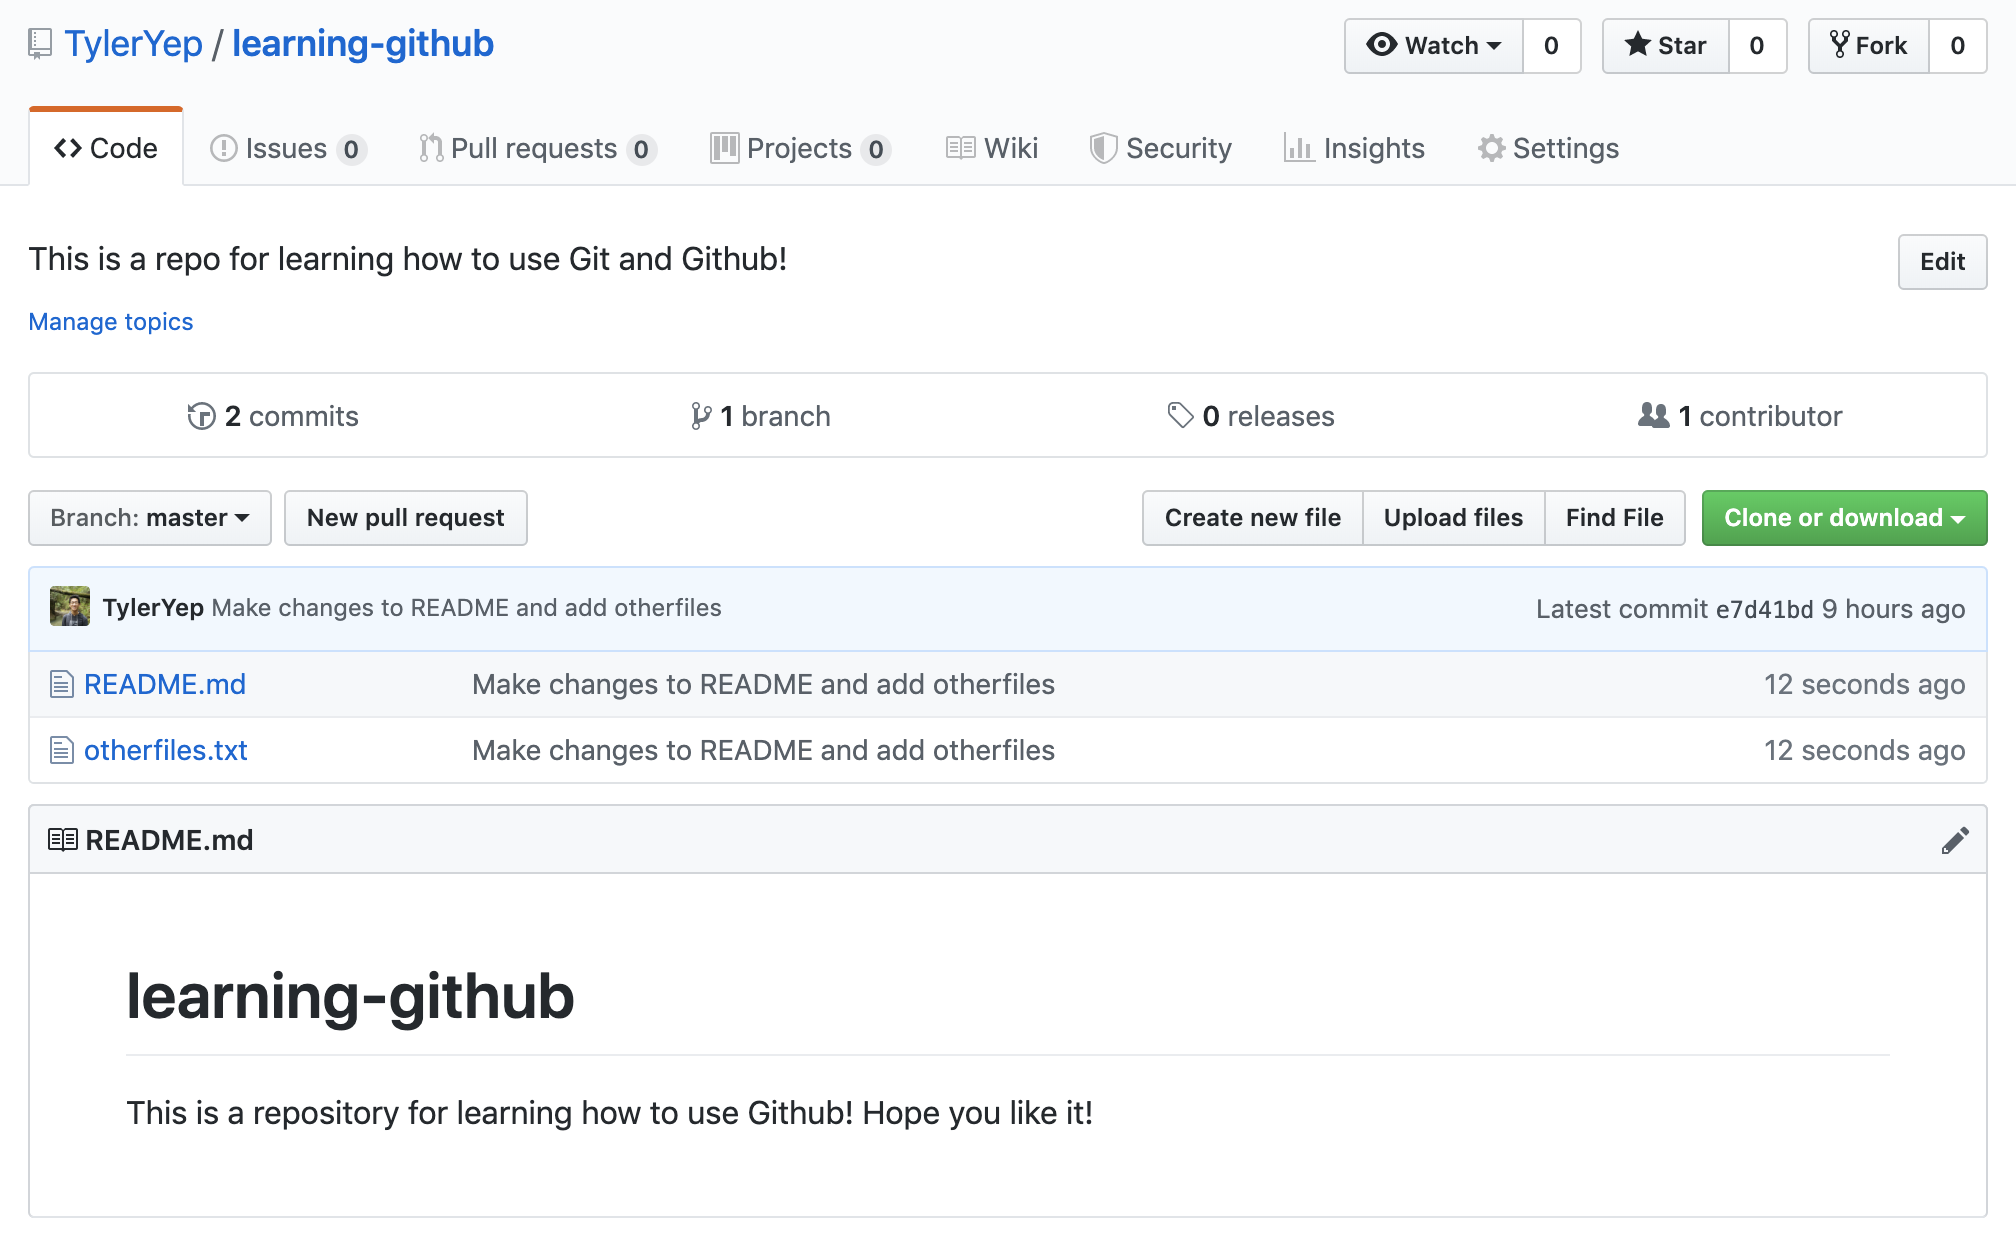 TylerYep / learning-github
Watch 0 Star 0 Fork 0
Code Issues 0 Pull requests 0 Projects 0 Wiki Security Insights Settings
This is a repo for learning how to use Git and Github!
Edit
Manage topics
2 commits 1 branch 0 releases 1 contributor
Branch: master New pull request Create new file Upload files Find File Clone or download
TylerYep Make changes to README and add otherfiles Latest commit e7d41bd 9 hours ago
README.md Make changes to README and add otherfiles 12 seconds ago
otherfiles.txt Make changes to README and add otherfiles 12 seconds ago
README.md
learning-github
This is a repository for learning how to use Github! Hope you like it!